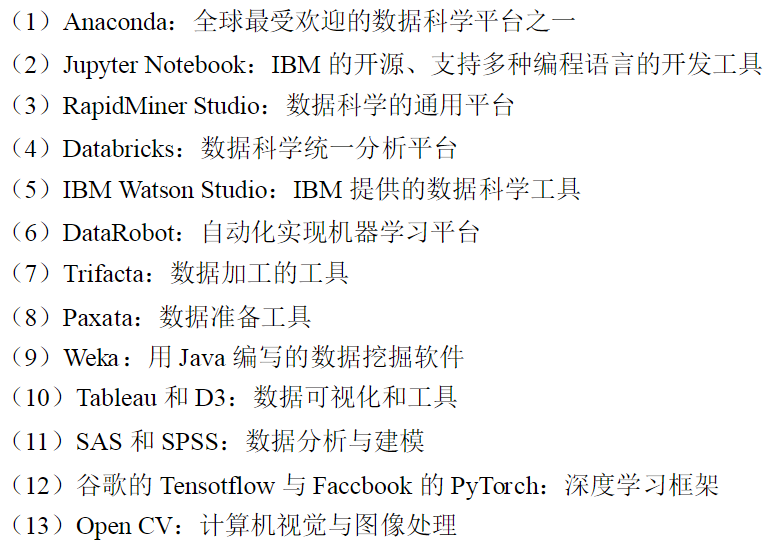 （1）Anaconda：全球最受欢迎的数据科学平台之一
（2）Jupyter Notebook：IBM 的开源、支持多种编程语言的开发工具
（3）RapidMiner Studio：数据科学的通用平台
（4）Databricks：数据科学统一分析平台
（5）IBM Watson Studio：IBM 提供的数据科学工具
（6）DataRobot：自动化实现机器学习平台
（7）Trifacta：数据加工的工具
（8）Paxata：数据准备工具
（9）Weka：用 Java 编写的数据挖掘软件
（10）Tableau 和 D3：数据可视化和工具
（11）SAS 和 SPSS：数据分析与建模
（12）谷歌的 Tensotflow 与 Faccbook 的 PyTorch：深度学习框架
（13）Open CV：计算机视觉与图像处理